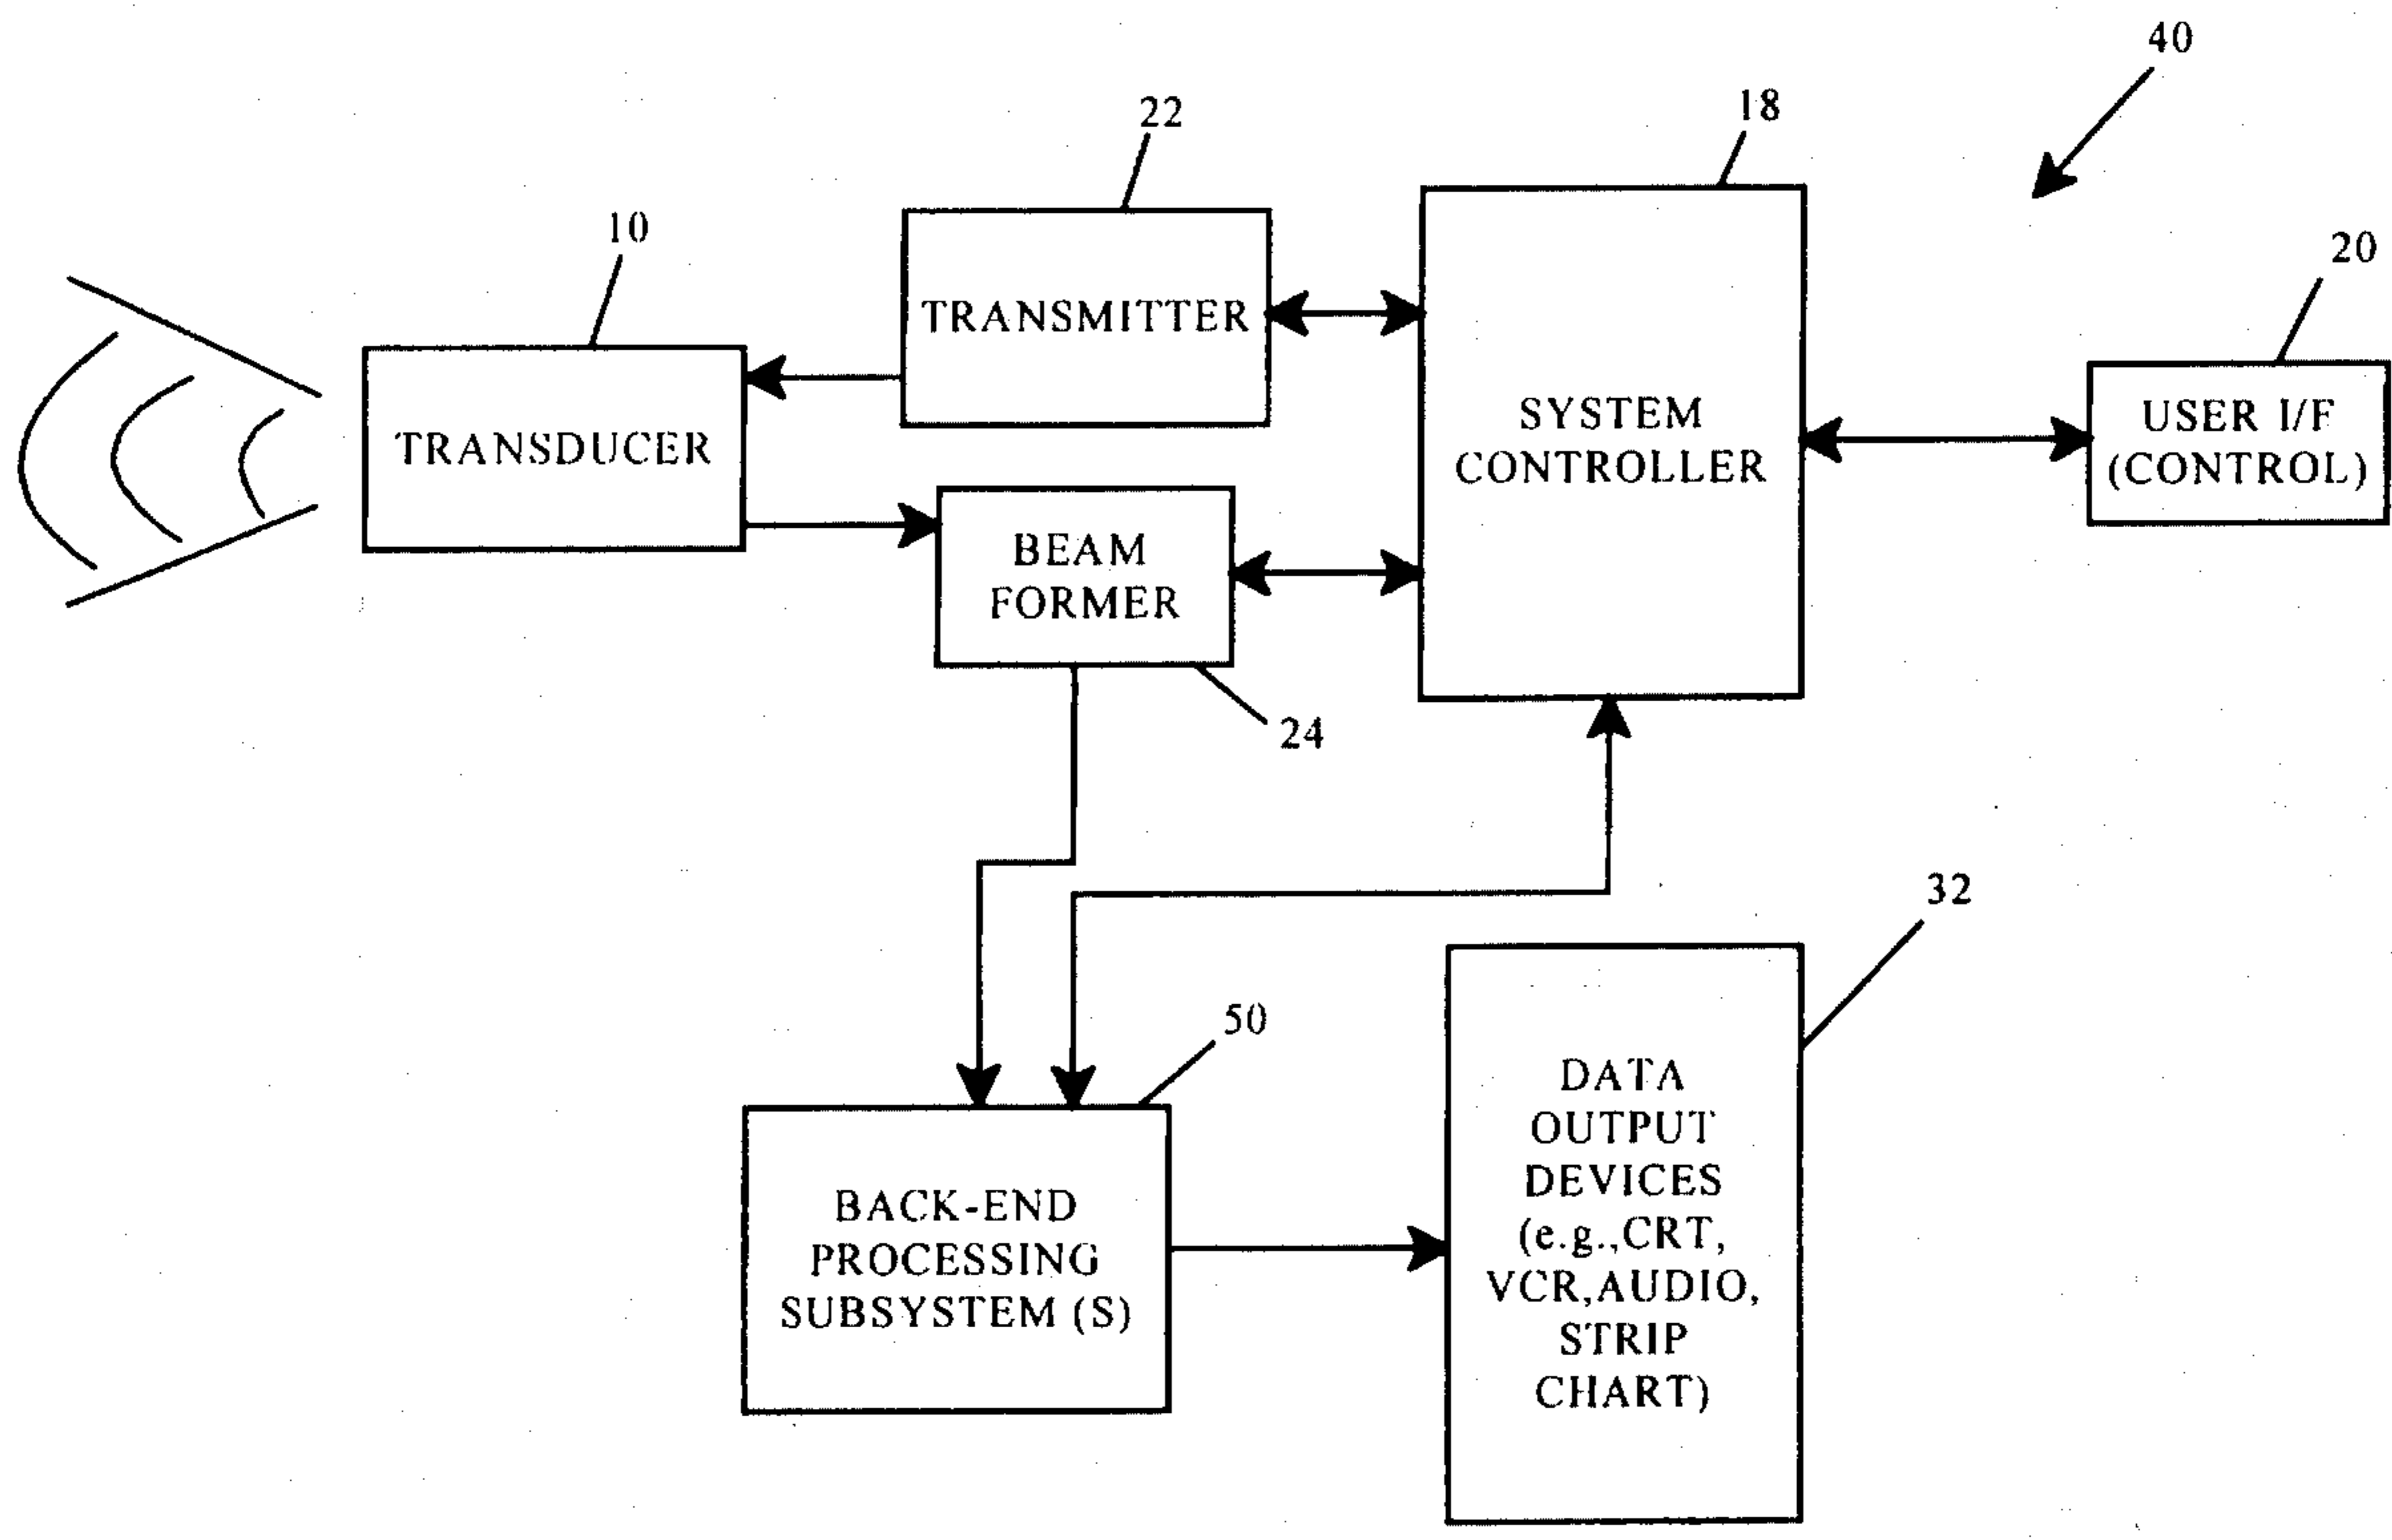 40
22
18
10
20
TRANSMITTER
TRANSDUCER
SYSTEM
CONTROLLER
USER I/F
(CONTROL)
BEAM
FORMER
24
32
50
BACK-END
PROCESSING
SUBSYSTEM (S)
DATA
OUTPUT
DEVICES
(e.g.,CRT,
VCR,AUDIO,
STRIP
CHART)